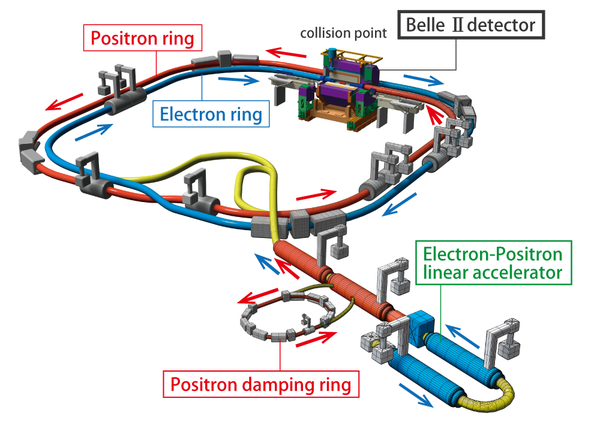 Positron ring
collision point
Belle II detector
Electron ring
Electron-Positron
linear accelerator
Positron damping ring